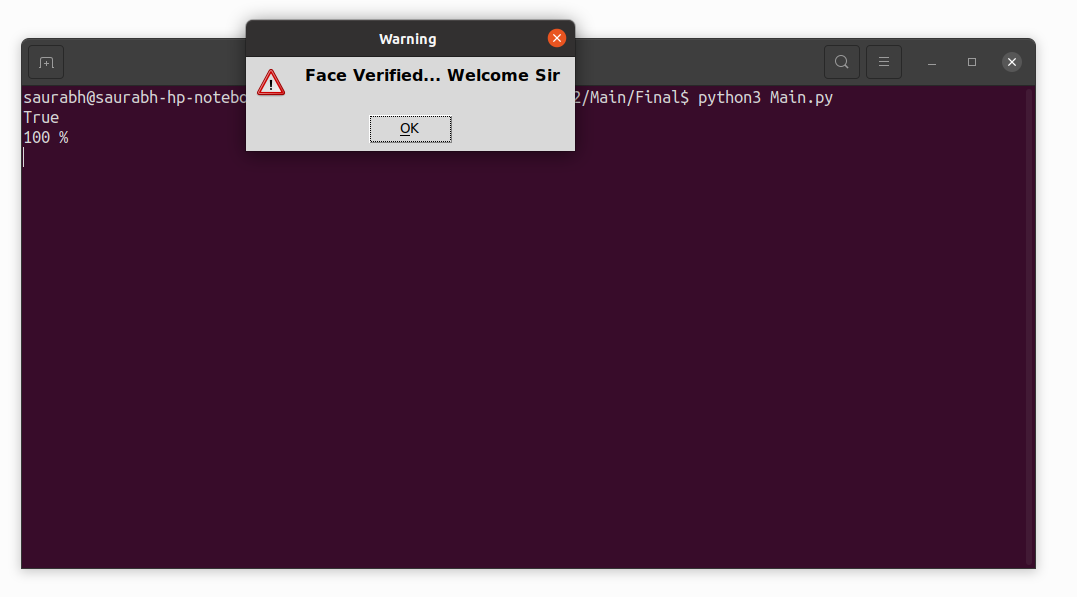 Warning
Face Verified... Welcome Sir
OK
saurabh@saurabh-hp-notebo 2/Main/Final$ python3 Main.py
True
100 %